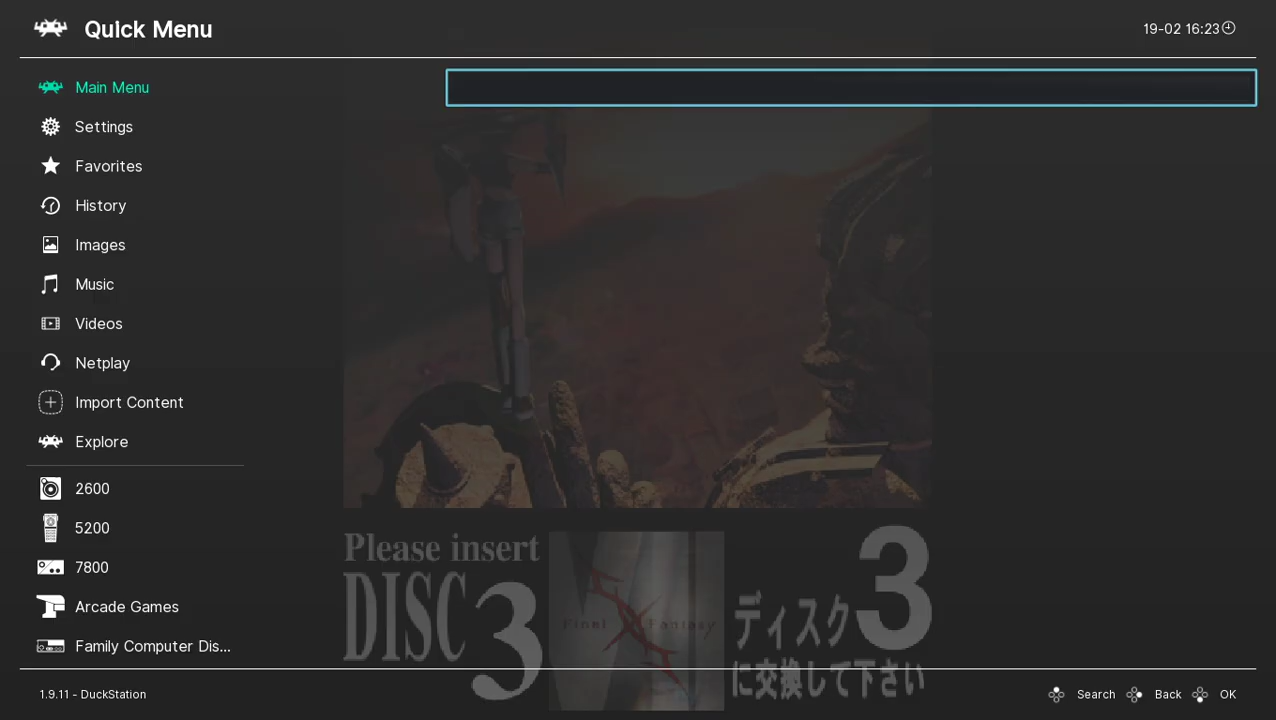 Quick Menu
19-02 16:23
Main Menu
Settings
Favorites
History
Images
Music
Videos
Netplay
Import Content
Explore
2600
5200
7800
Arcade Games
Family Computer Dis...
Please insert
DISC 3
Final Fantasy
X
ディスク3
に交換して下さい
1.9.11 - DuckStation
Search
Back
OK